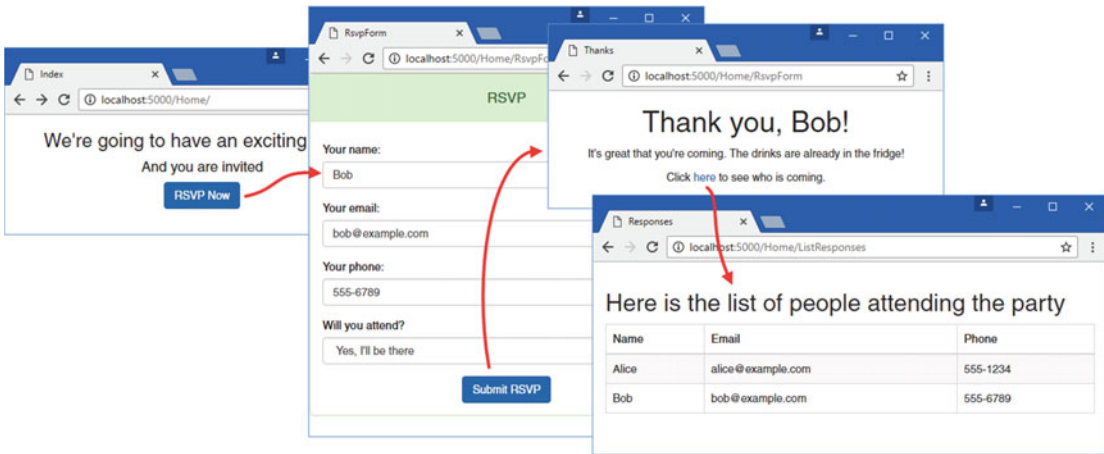 Index
localhost:5000/Home/
We're going to have an exciting
And you are invited
RSVP Now
RsvpForm
localhost:5000/Home/RsvpFo
RSVP
Your name:
Bob
Your email:
bob@example.com
Your phone:
555-6789
Will you attend?
Yes, I'll be there
Submit RSVP
Thanks
localhost:5000/Home/RsvpForm
Thank you, Bob!
It's great that you're coming. The drinks are already in the fridge!
Click here to see who is coming.
Responses
localhost:5000/Home/ListResponses
Here is the list of people attending the party
Name Email Phone
Alice alice@example.com 555-1234
Bob bob@example.com 555-6789